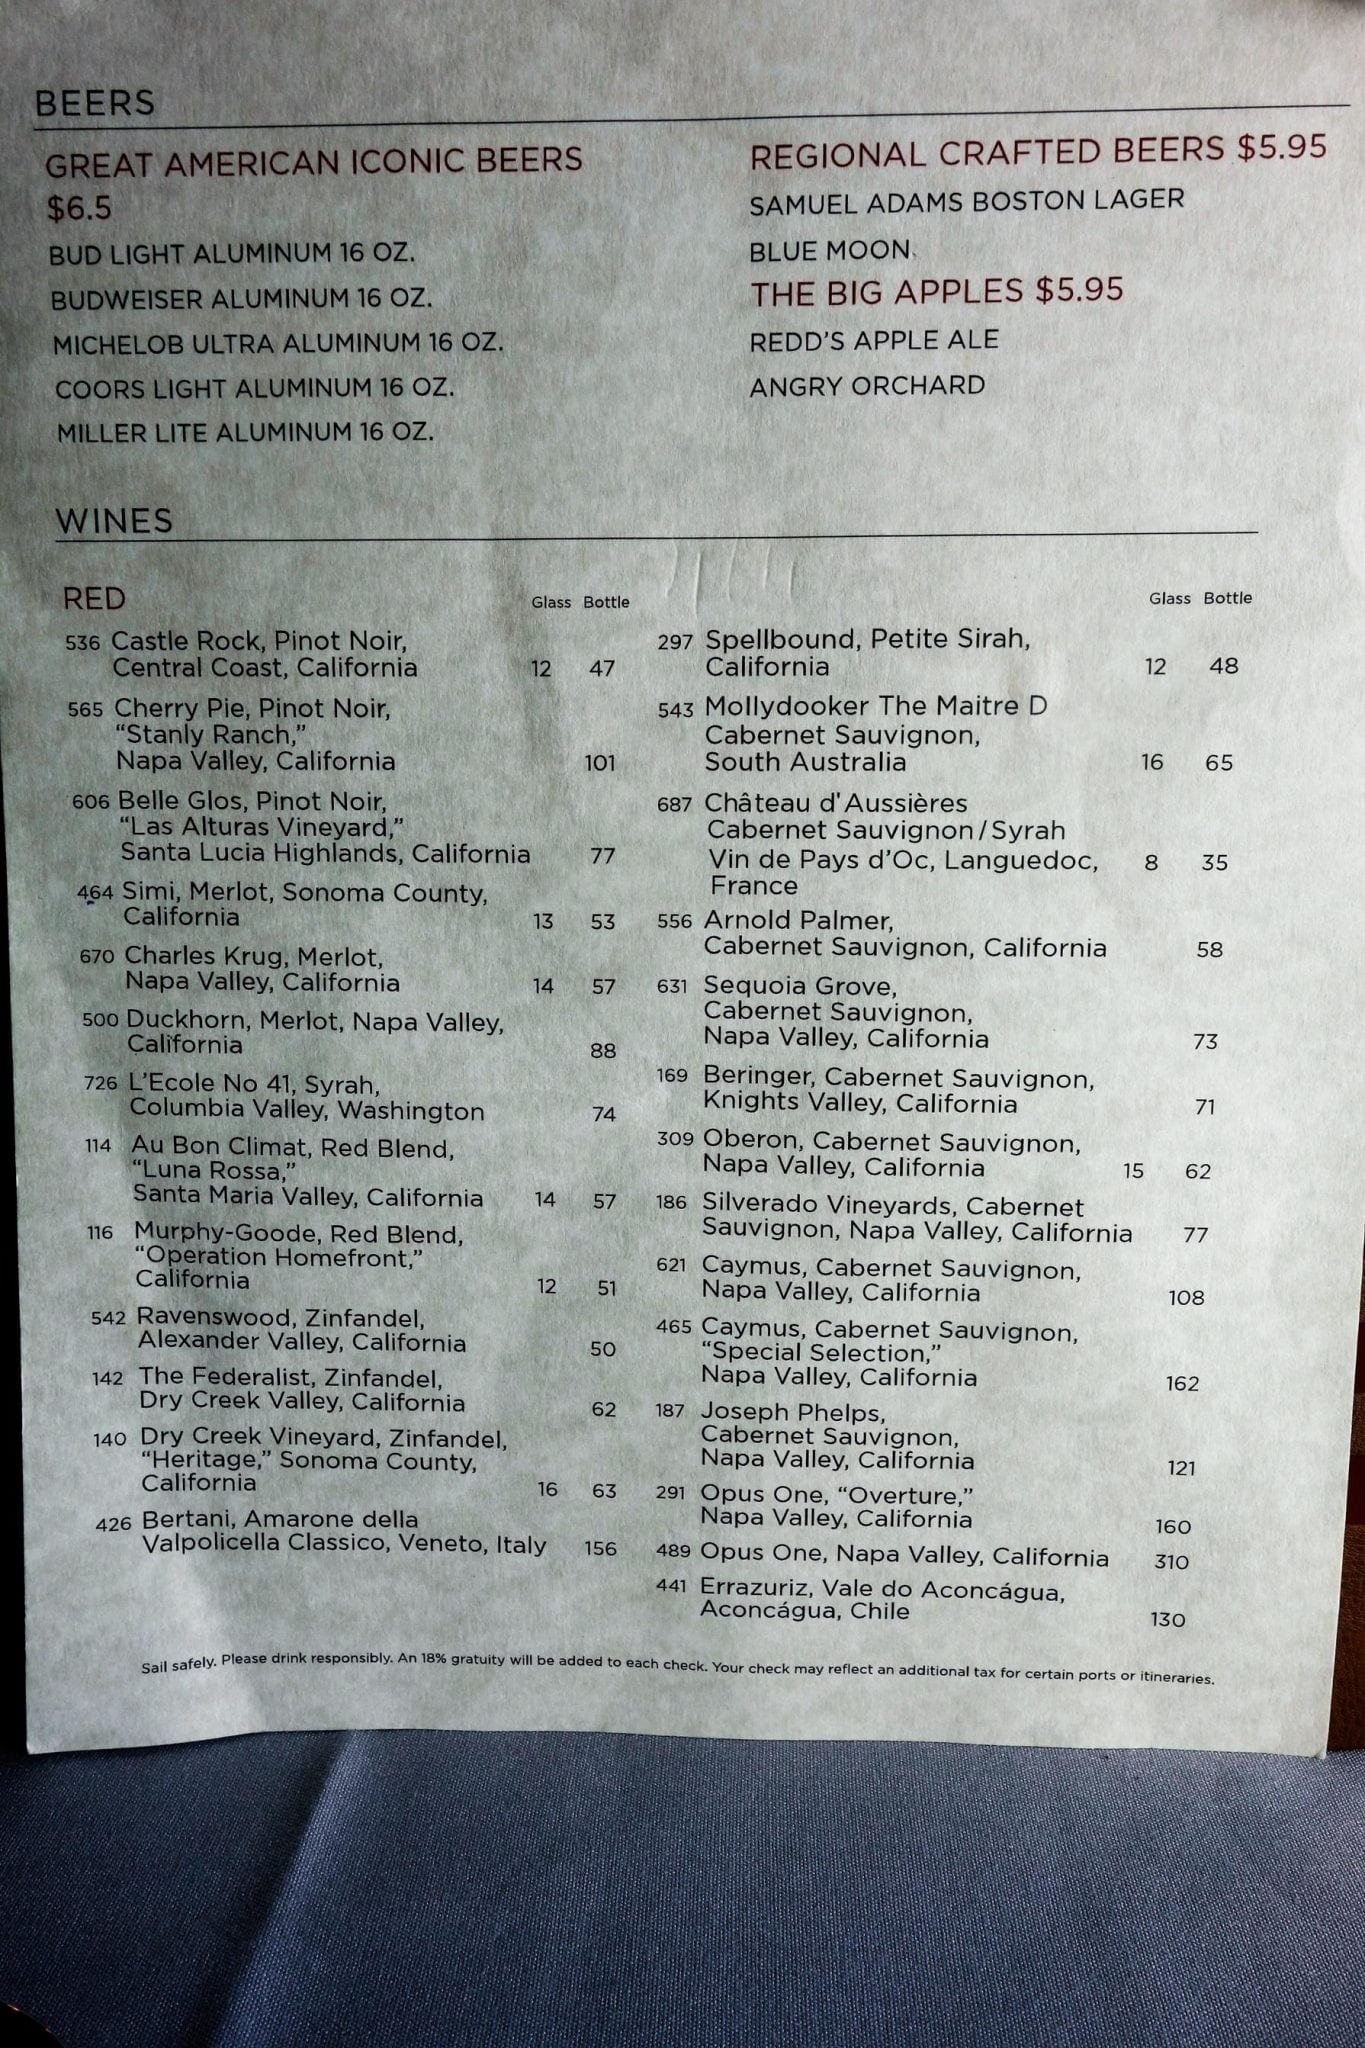 BEERS
GREAT AMERICAN ICONIC BEERS
$6.5
BUD LIGHT ALUMINUM 16 OZ.
BUDWEISER ALUMINUM 16 OZ.
MICHELOB ULTRA ALUMINUM 16 OZ.
COORS LIGHT ALUMINUM 16 OZ.
MILLER LITE ALUMINUM 16 OZ.
REGIONAL CRAFTED BEERS $5.95
SAMUEL ADAMS BOSTON LAGER
BLUE MOON
THE BIG APPLES $5.95
REDD'S APPLE ALE
ANGRY ORCHARD
WINES
RED Glass Bottle
536 Castle Rock, Pinot Noir,
Central Coast, California 12 47
565 Cherry Pie, Pinot Noir,
“Stanly Ranch,”
Napa Valley, California 101
606 Belle Glos, Pinot Noir,
“Las Alturas Vineyard,”
Santa Lucia Highlands, California 77
464 Simi, Merlot, Sonoma County,
California 13 53
670 Charles Krug, Merlot,
Napa Valley, California 14 57
500 Duckhorn, Merlot, Napa Valley,
California 88
726 L'Ecole No 41, Syrah,
Columbia Valley, Washington 74
114 Au Bon Climat, Red Blend,
“Luna Rossa,”
Santa Maria Valley, California 14 57
116 Murphy-Goode, Red Blend,
“Operation Homefront,”
California 12 51
542 Ravenswood, Zinfandel,
Alexander Valley, California 50
142 The Federalist, Zinfandel,
Dry Creek Valley, California 62
140 Dry Creek Vineyard, Zinfandel,
“Heritage,” Sonoma County,
California 16 63
426 Bertani, Amarone della
Valpolicella Classico, Veneto, Italy 156
Glass Bottle
297 Spellbound, Petite Sirah,
California 12 48
543 Mollydooker The Maitre D
Cabernet Sauvignon,
South Australia 16 65
687 Château d'Aussières
Cabernet Sauvignon/Syrah
Vin de Pays d'Oc, Languedoc, 8 35
France
556 Arnold Palmer,
Cabernet Sauvignon, California 58
631 Sequoia Grove,
Cabernet Sauvignon,
Napa Valley, California 73
169 Beringer, Cabernet Sauvignon,
Knights Valley, California 71
309 Oberon, Cabernet Sauvignon,
Napa Valley, California 15 62
186 Silverado Vineyards, Cabernet
Sauvignon, Napa Valley, California 77
621 Caymus, Cabernet Sauvignon,
Napa Valley, California 108
465 Caymus, Cabernet Sauvignon,
“Special Selection,”
Napa Valley, California 162
187 Joseph Phelps,
Cabernet Sauvignon,
Napa Valley, California 121
291 Opus One, “Overture,”
Napa Valley, California 160
489 Opus One, Napa Valley, California 310
441 Errazuriz, Vale do Aconcágua,
Aconcágua, Chile 130
Sail safely. Please drink responsibly. An 18% gratuity will be added to each check. Your check may reflect an additional tax for certain ports or itineraries.